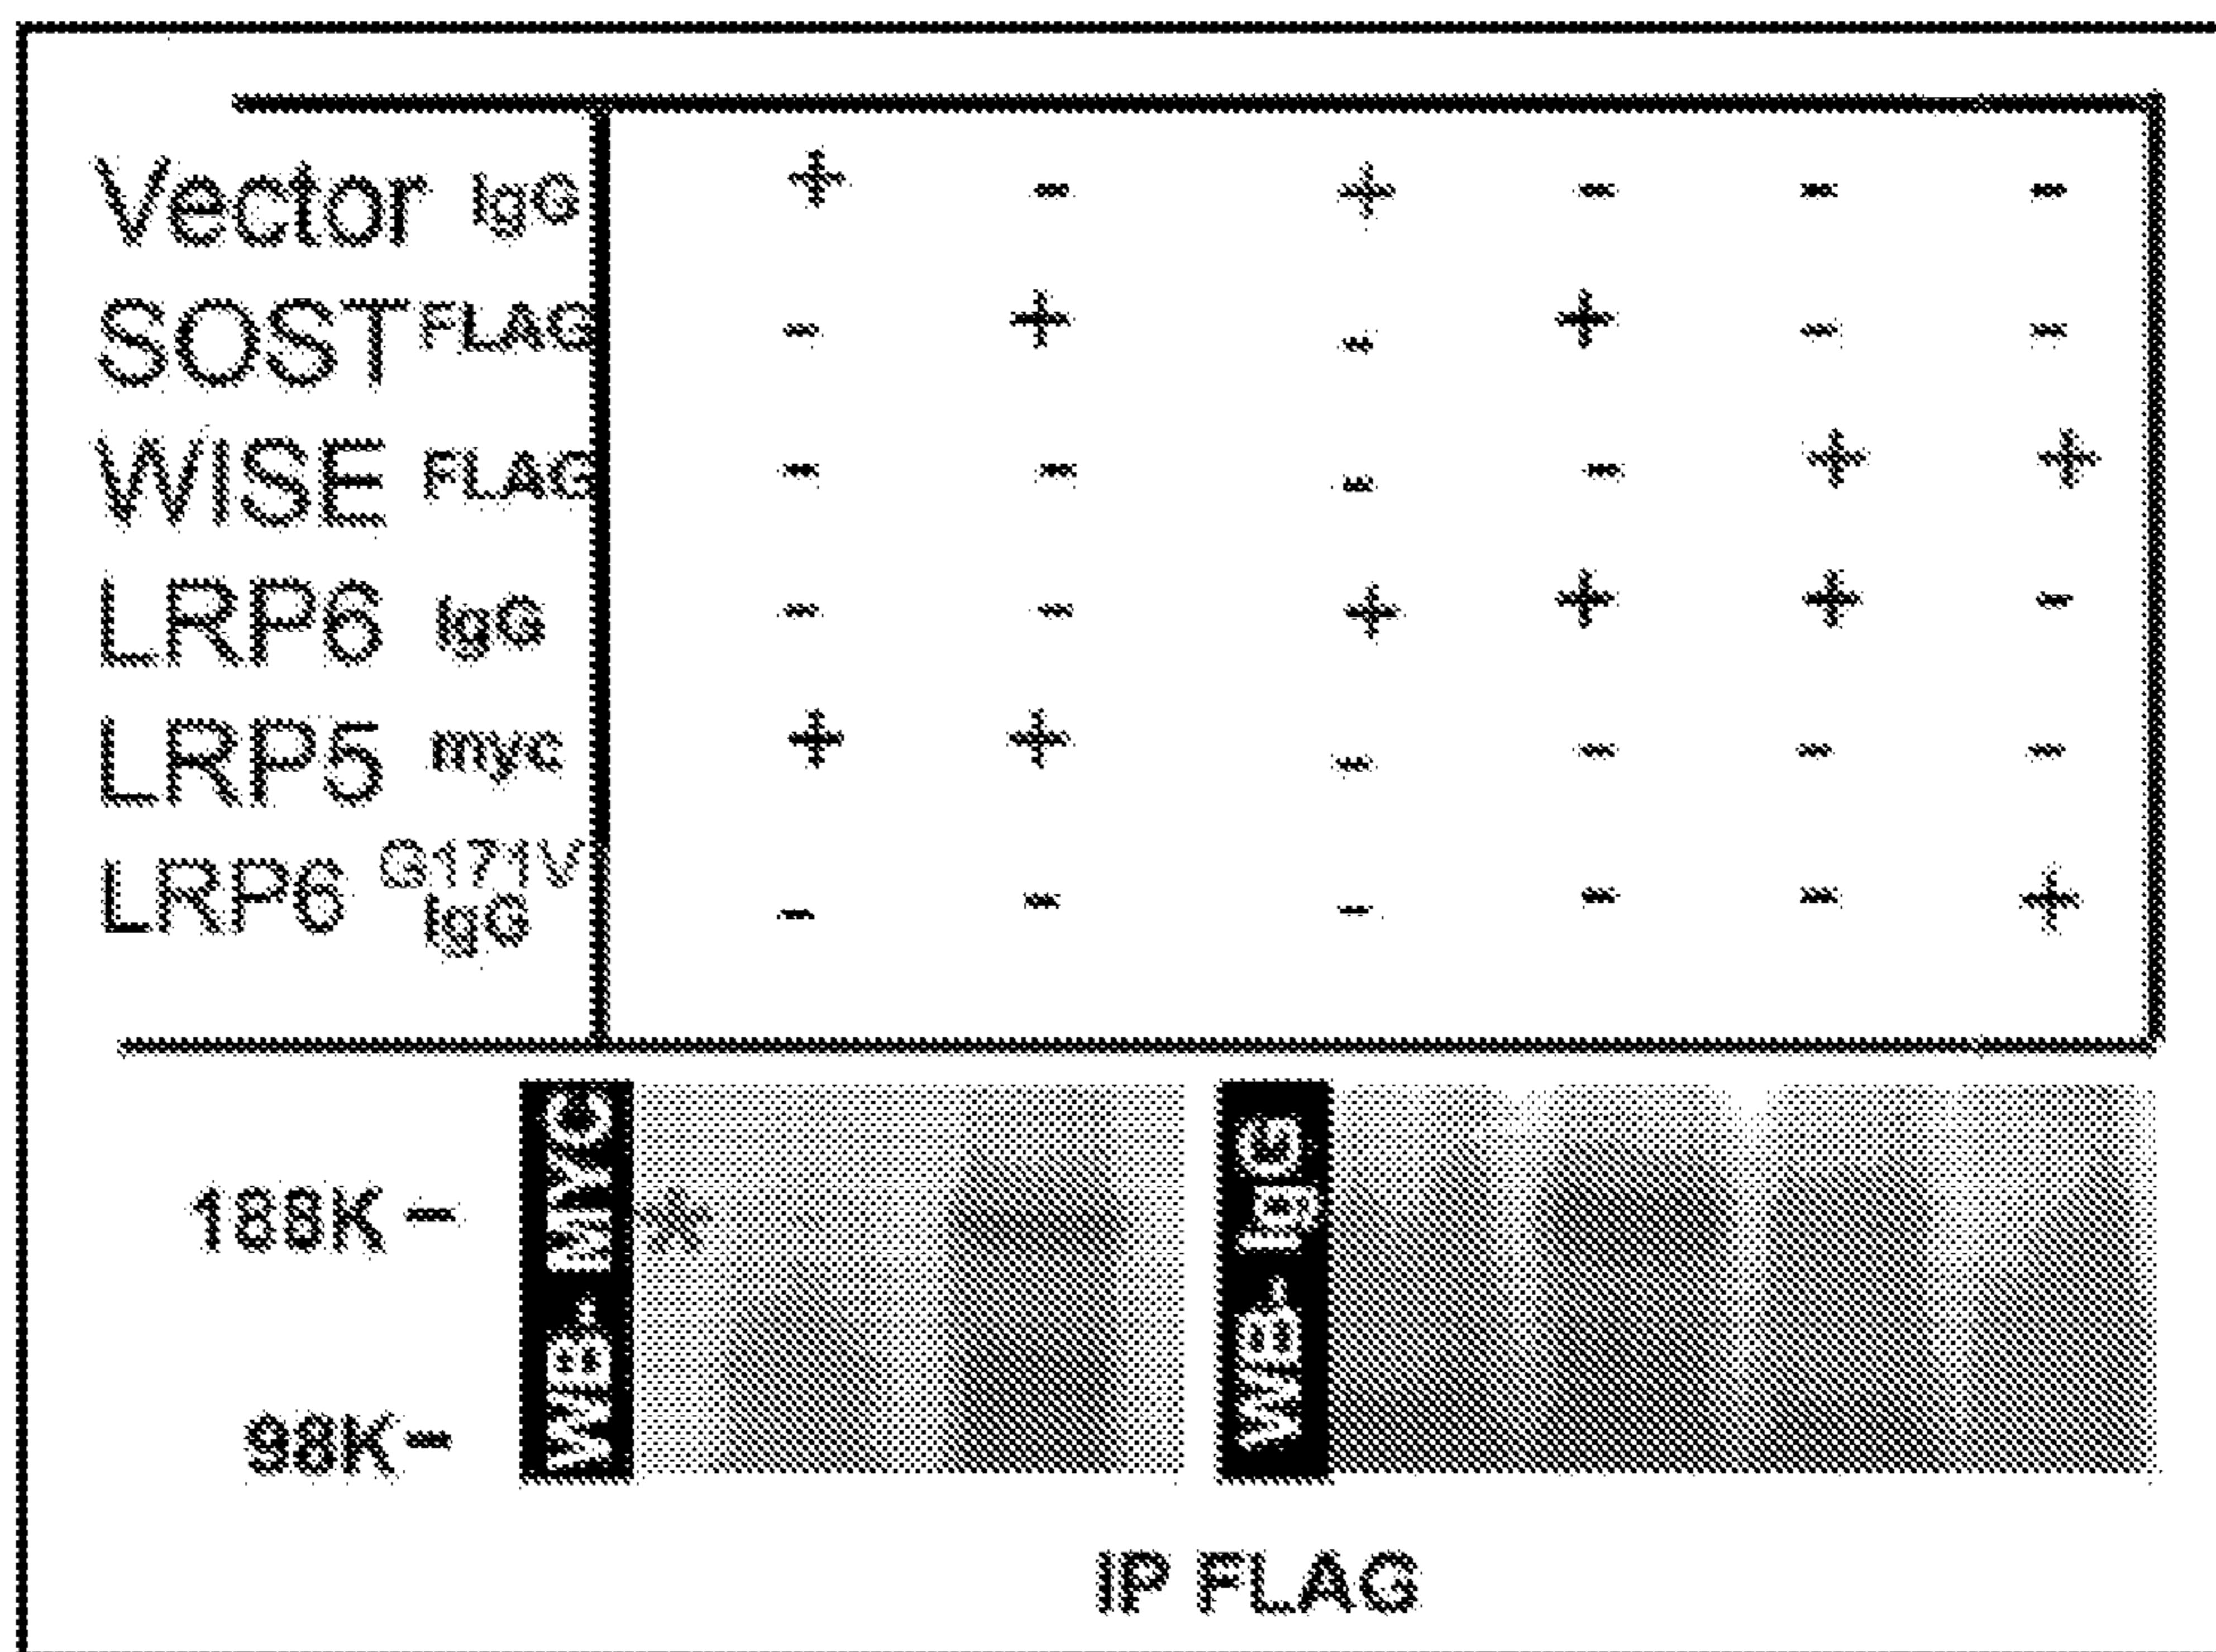 Vector IgG + - + - - -
SOST FLAG - + - + - -
WISE FLAG - - - - + +
LRP6 IgG - - + + + -
LRP5 myc + + - - - -
LRP6 G171V IgG - - - - - +
188K - WB- MYC * WB- IgG
98K -
IP FLAG